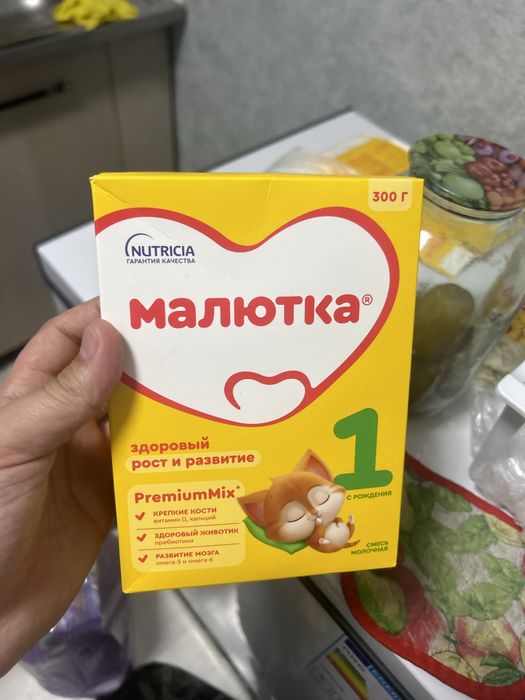 300 Г
NUTRICIA
ГАРАНТИЯ КАЧЕСТВА
малютка®
здоровый
рост и развитие
1
С РОЖДЕНИЯ
PremiumMix*
КРЕПКИЕ КОСТИ
витамин D, кальций
ЗДОРОВЫЙ ЖИВОТИК
пребиотики
РАЗВИТИЕ МОЗГА
омега-3 и омега-6
СМЕСЬ
МОЛОЧНАЯ